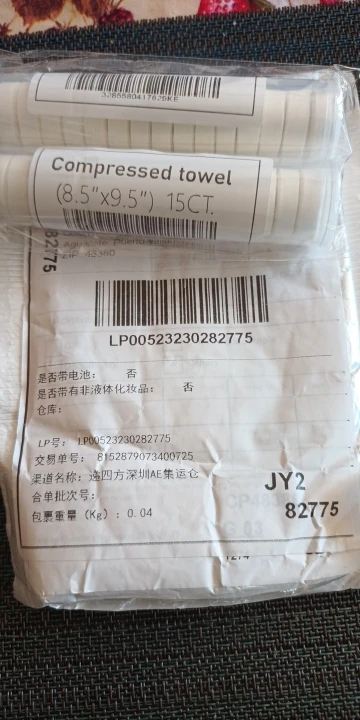 Compressed towel
(8.5"x9.5") 15CT.
82775
ZIP 45360
LP00523230282775
是否带电池: 否
是否带有非液体化妆品: 否
仓库:
LP号: LP00523230282775
交易单号: 8152879073400725
渠道名称: 逸四方深圳AE集运仓
合单批次号:
包裹重量 (Kg): 0.04
JY2
82775